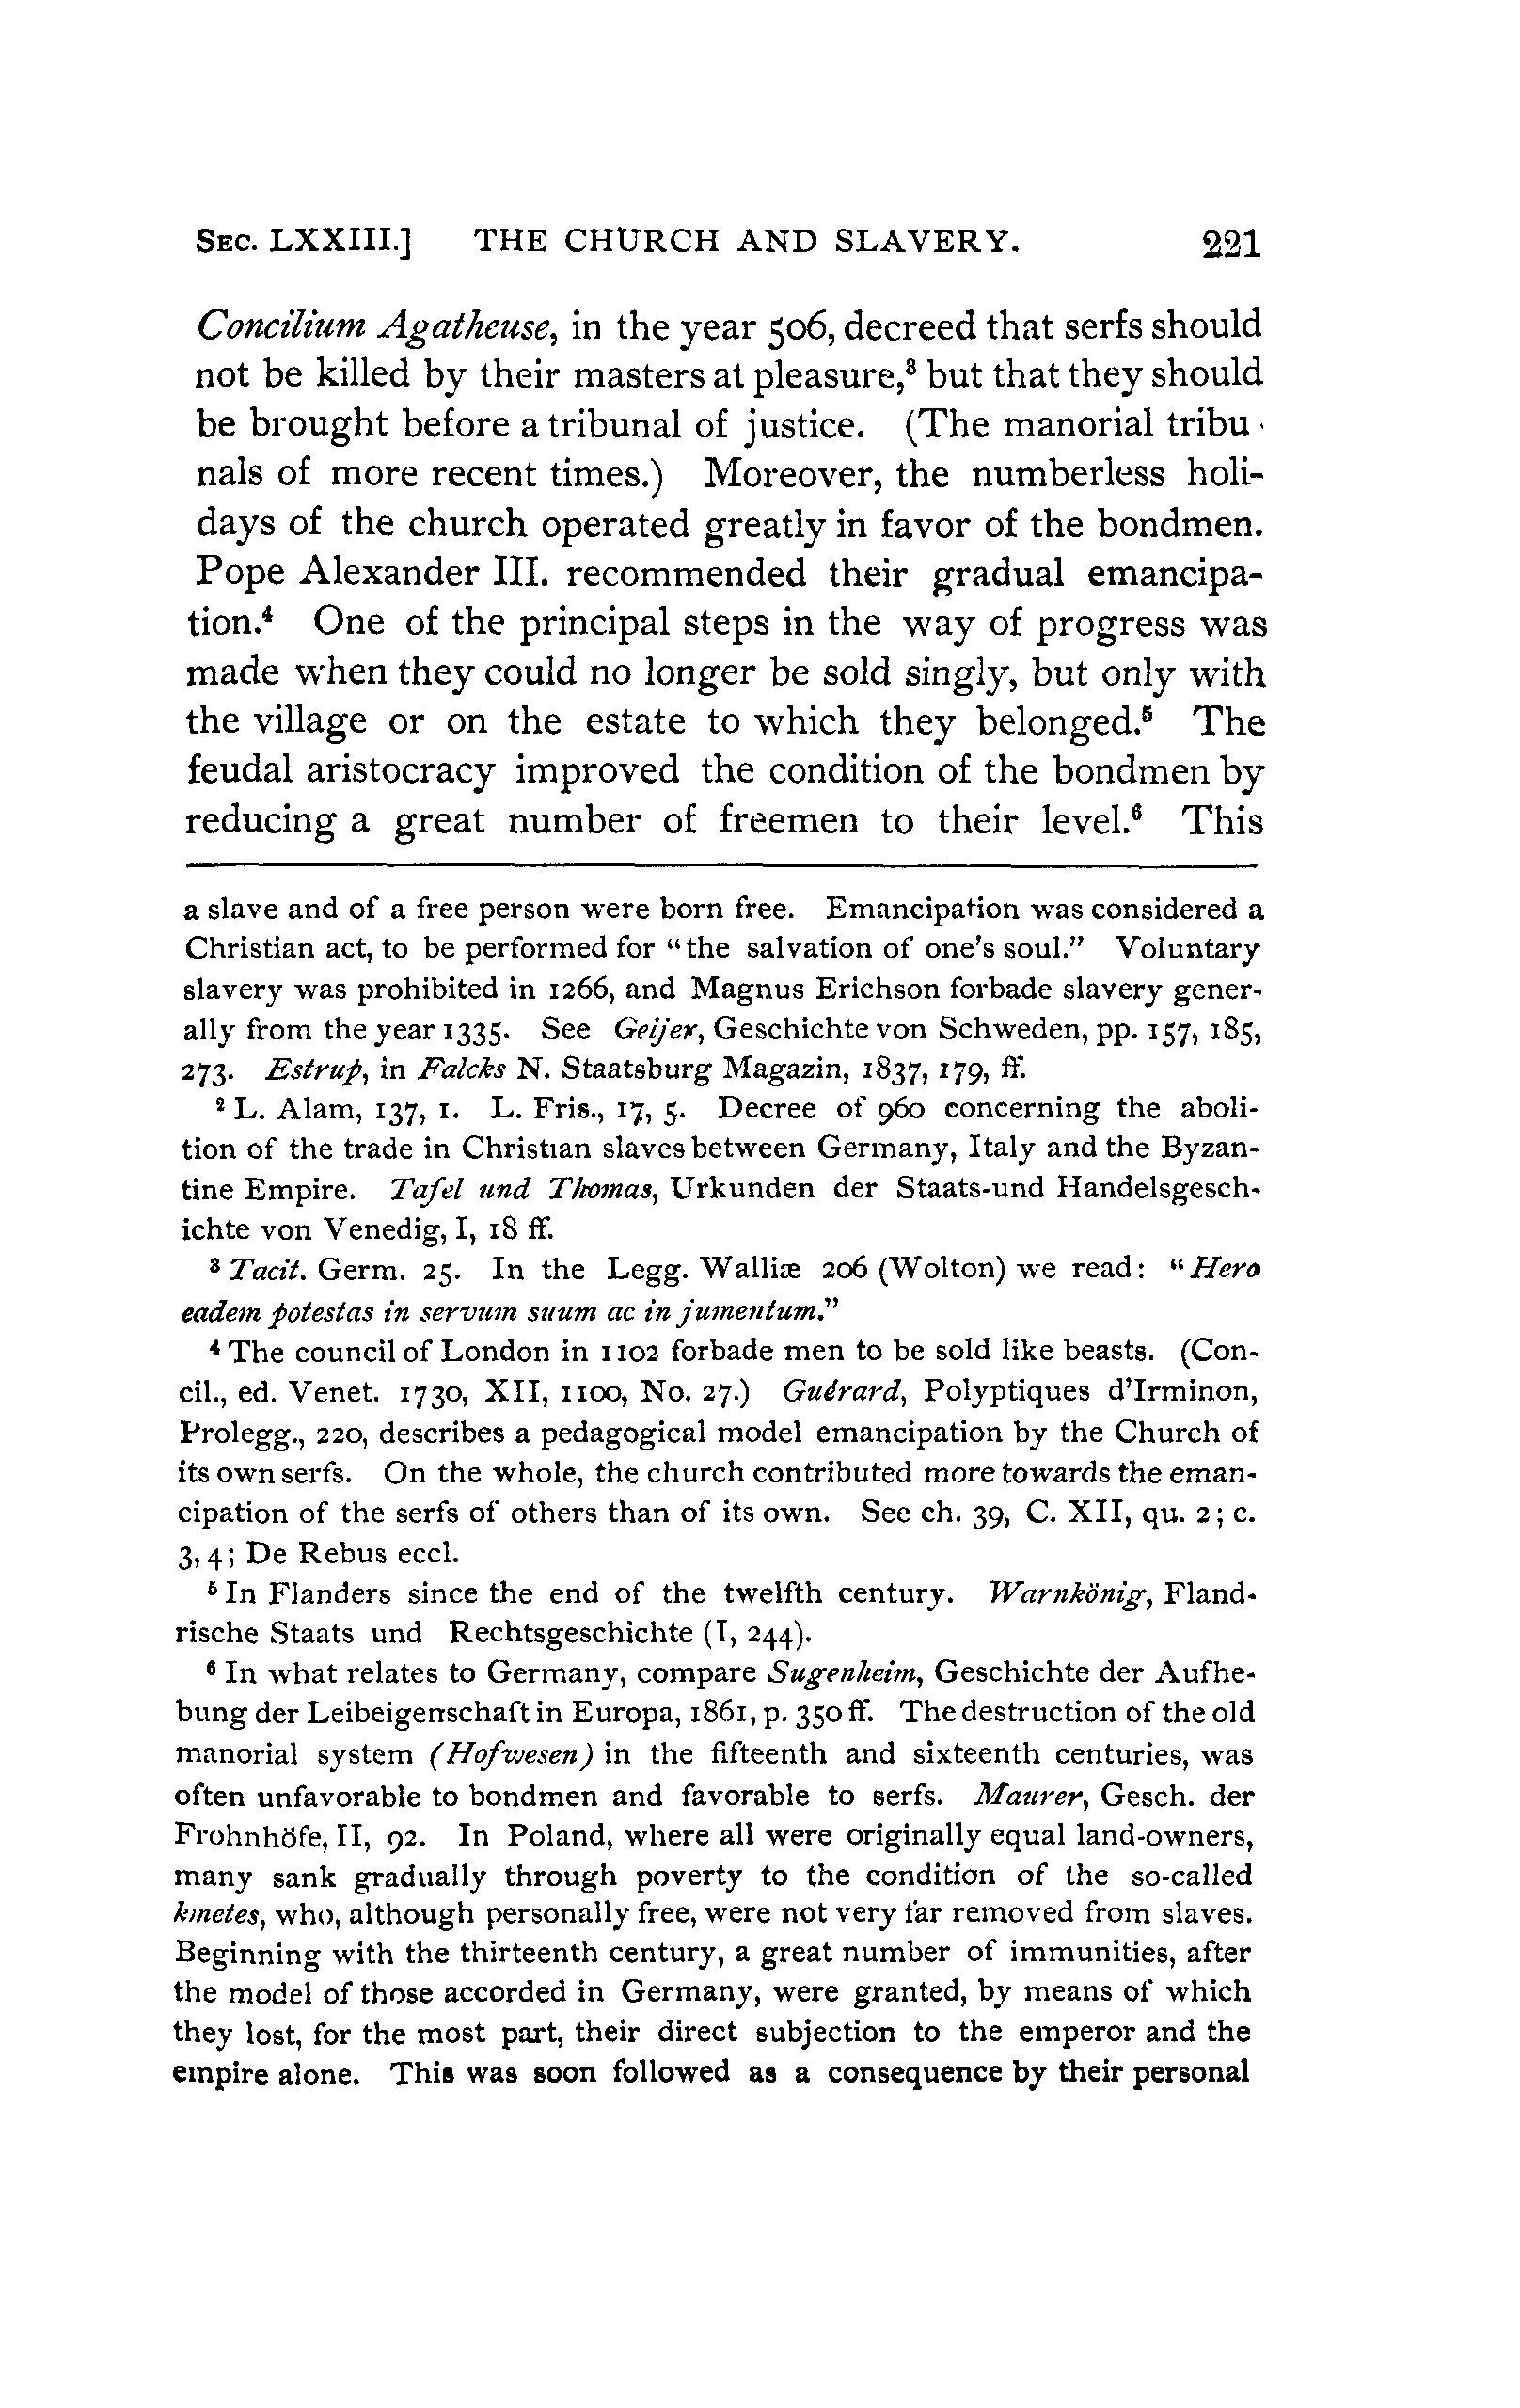 SEC. LXXIII.] THE CHURCH AND SLAVERY. 221
Concilium Agatheuse, in the year 506, decreed that serfs should
not be killed by their masters at pleasure,³ but that they should
be brought before a tribunal of justice. (The manorial tribu-
nals of more recent times.) Moreover, the numberless holi-
days of the church operated greatly in favor of the bondmen.
Pope Alexander III. recommended their gradual emancipa-
tion.⁴ One of the principal steps in the way of progress was
made when they could no longer be sold singly, but only with
the village or on the estate to which they belonged.⁵ The
feudal aristocracy improved the condition of the bondmen by
reducing a great number of freemen to their level.⁶ This
a slave and of a free person were born free. Emancipation was considered a
Christian act, to be performed for "the salvation of one's soul." Voluntary
slavery was prohibited in 1266, and Magnus Erichson forbade slavery gener-
ally from the year 1335. See Geijer, Geschichte von Schweden, pp. 157, 185,
273. Estrup, in Falcks N. Staatsburg Magazin, 1837, 179, ff.
² L. Alam, 137, 1. L. Fris., 17, 5. Decree of 960 concerning the aboli-
tion of the trade in Christian slaves between Germany, Italy and the Byzan-
tine Empire. Tafel und Thomas, Urkunden der Staats-und Handelsgesch-
ichte von Venedig, I, 18 ff.
³ Tacit. Germ. 25. In the Legg. Walliæ 206 (Wolton) we read: "Hero
eadem potestas in servum suum ac in jumentum."
⁴ The council of London in 1102 forbade men to be sold like beasts. (Con-
cil., ed. Venet. 1730, XII, 1100, No. 27.) Guérard, Polyptiques d'Irminon,
Prolegg., 220, describes a pedagogical model emancipation by the Church of
its own serfs. On the whole, the church contributed more towards the eman-
cipation of the serfs of others than of its own. See ch. 39, C. XII, qu. 2; c.
3, 4; De Rebus eccl.
⁵ In Flanders since the end of the twelfth century. Warnkönig, Fland-
rische Staats und Rechtsgeschichte (I, 244).
⁶ In what relates to Germany, compare Sugenheim, Geschichte der Aufhe-
bung der Leibeigenschaft in Europa, 1861, p. 350 ff. The destruction of the old
manorial system (Hofwesen) in the fifteenth and sixteenth centuries, was
often unfavorable to bondmen and favorable to serfs. Maurer, Gesch. der
Frohnhöfe, II, 92. In Poland, where all were originally equal land-owners,
many sank gradually through poverty to the condition of the so-called
kmetes, who, although personally free, were not very far removed from slaves.
Beginning with the thirteenth century, a great number of immunities, after
the model of those accorded in Germany, were granted, by means of which
they lost, for the most part, their direct subjection to the emperor and the
empire alone. This was soon followed as a consequence by their personal